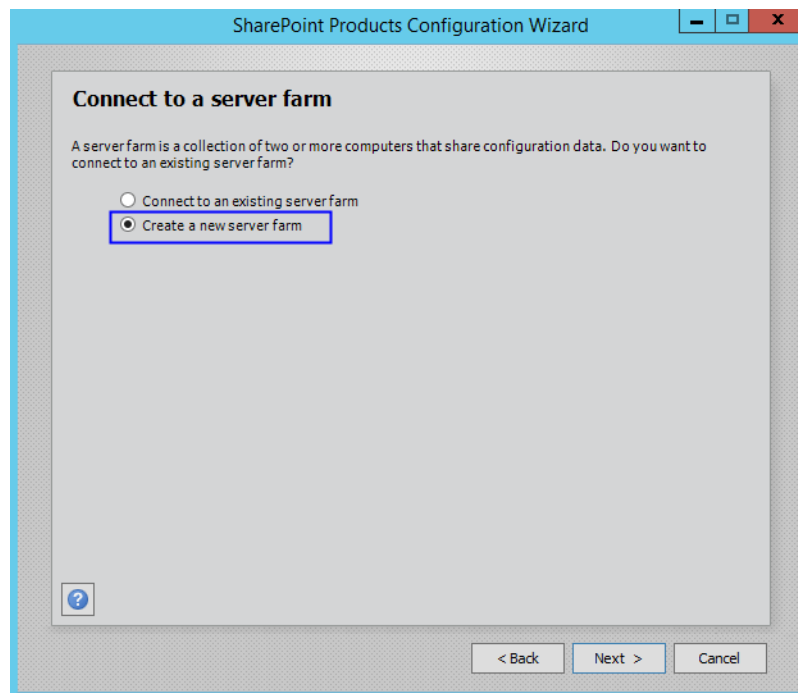 SharePoint Products Configuration Wizard
Connect to a server farm
A server farm is a collection of two or more computers that share configuration data. Do you want to
connect to an existing server farm?
Connect to an existing server farm
Create a new server farm
< Back Next > Cancel